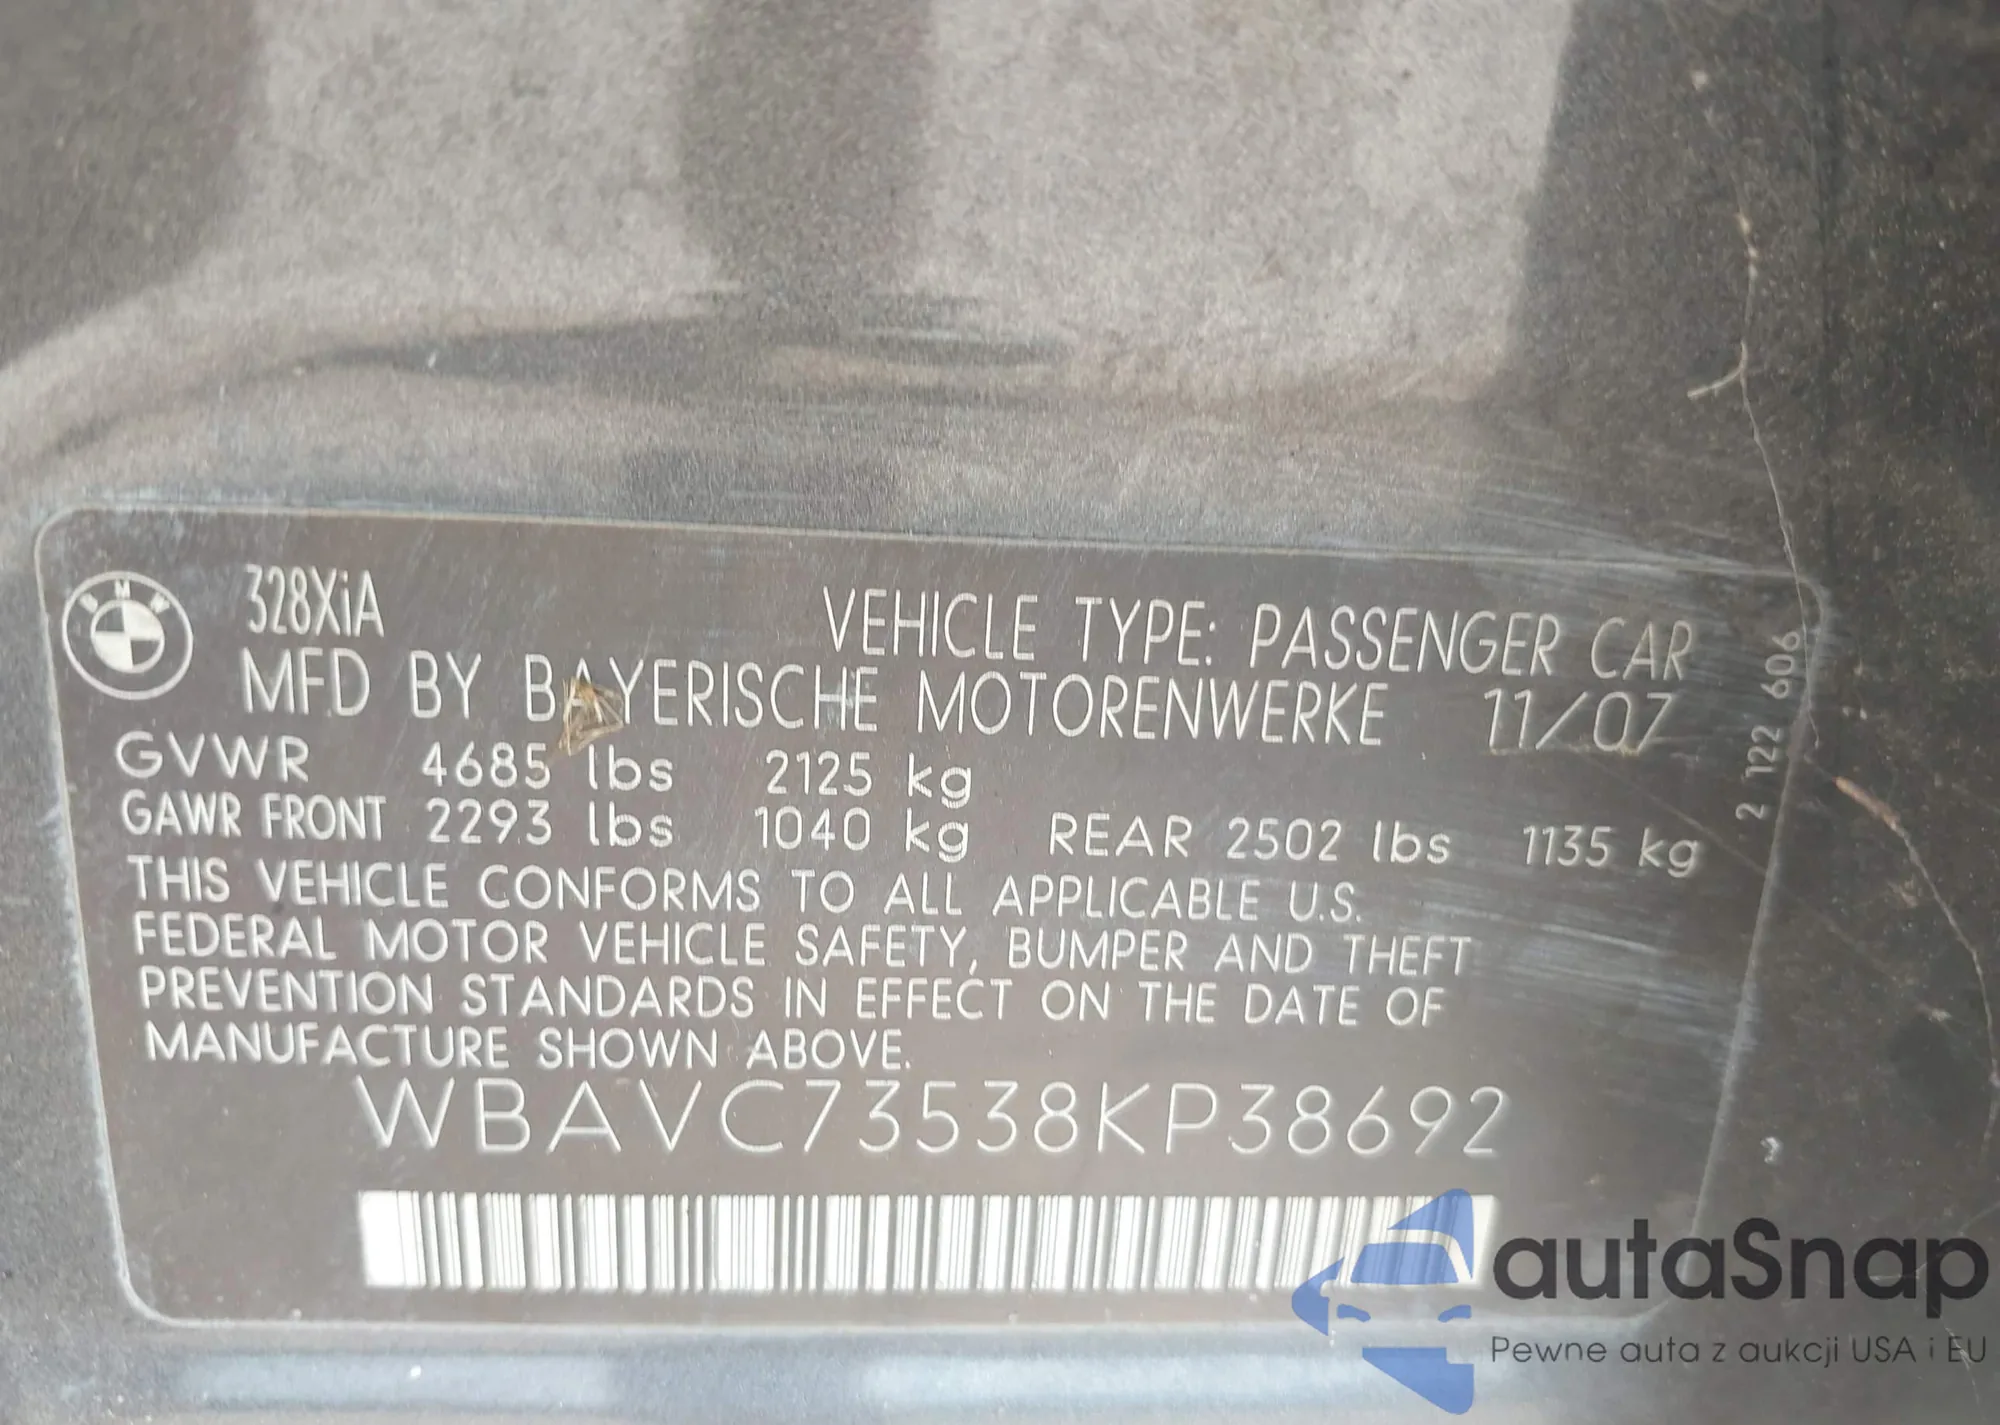 BMW
328XiA
VEHICLE TYPE: PASSENGER CAR
MFD BY BAYERISCHE MOTORENWERKE 11/07
GVWR 4685 lbs 2125 kg
GAWR FRONT 2293 lbs 1040 kg REAR 2502 lbs 1135 kg
THIS VEHICLE CONFORMS TO ALL APPLICABLE U.S.
FEDERAL MOTOR VEHICLE SAFETY, BUMPER AND THEFT
PREVENTION STANDARDS IN EFFECT ON THE DATE OF
MANUFACTURE SHOWN ABOVE.
WBAVC73538KP38692
2 122 606
autaSnap
Pewne auta z aukcji USA i EU